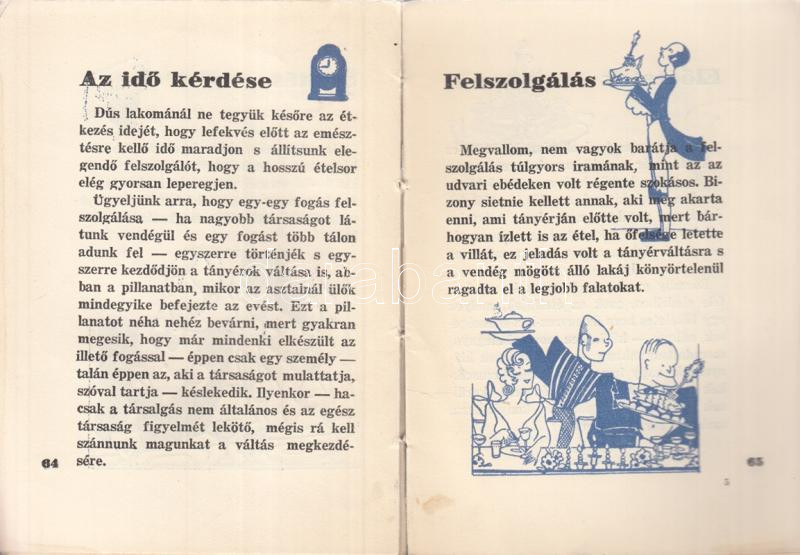 Az idő kérdése
Dús lakománál ne tegyük későre az ét-
kezés idejét, hogy lefekvés előtt az emész-
tésre kellő idő maradjon s állítsunk ele-
gendő felszolgálót, hogy a hosszú ételsor
elég gyorsan leperegjen.
Ügyeljünk arra, hogy egy-egy fogás fel-
szolgálása — ha nagyobb társaságot lá-
tunk vendégül és egy fogást több tálon
adunk fel — egyszerre történjék s egy-
szerre kezdődjön a tányérok váltása is, ab-
ban a pillanatban, mikor az asztalnál ülők
mindegyike befejezte az evést. Ezt a pil-
lanatot néha nehéz bevárni, mert gyakran
megesik, hogy már mindenki elkészült az
illető fogással — éppen csak egy személy —
talán éppen az, aki a társaságot mulattatja,
szóval tartja — késlekedik. Ilyenkor — ha-
csak a társalgás nem általános és az egész
társaság figyelmét lekötő, mégis rá kell
szánnunk magunkat a váltás megkezdé-
sére.
64
Felszolgálás
Megvallom, nem vagyok barátja a fel-
szolgálás túlgyors iramának, mint az az
udvari ebédeken volt régente szokásos. Bi-
zony sietnie kellett annak, aki meg akarta
enni, ami tányérján előtte volt, mert bár-
hogyan ízlett is az étel, ha őfelsége letette
a villát, ez jeladás volt a tányérváltásra s
a vendég mögött álló lakáj könyörtelenül
ragadta el a legjobb falatokat.
65
5